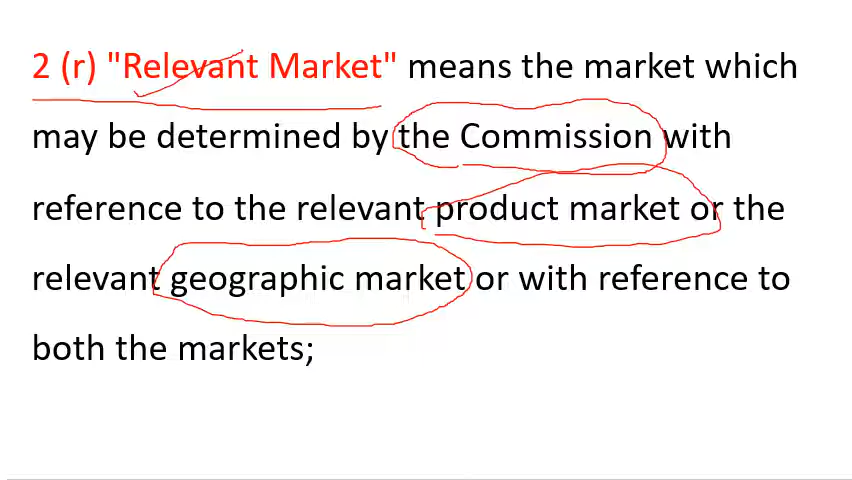 2 (r) "Relevant Market" means the market which
may be determined by the Commission with
reference to the relevant product market or the
relevant geographic market or with reference to
both the markets;